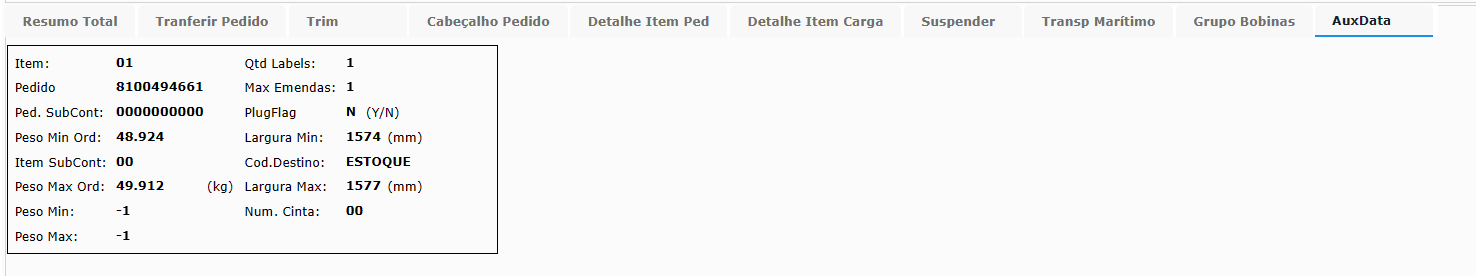 Resumo Total Tranferir Pedido Trim Cabeçalho Pedido Detalhe Item Ped Detalhe Item Carga Suspender Transp Marítimo Grupo Bobinas AuxData
Item: 01 Qtd Labels: 1
Pedido 8100494661 Max Emendas: 1
Ped. SubCont: 0000000000 PlugFlag N (Y/N)
Peso Min Ord: 48.924 Largura Min: 1574 (mm)
Item SubCont: 00 Cod.Destino: ESTOQUE
Peso Max Ord: 49.912 (kg) Largura Max: 1577 (mm)
Peso Min: -1 Num. Cinta: 00
Peso Max: -1